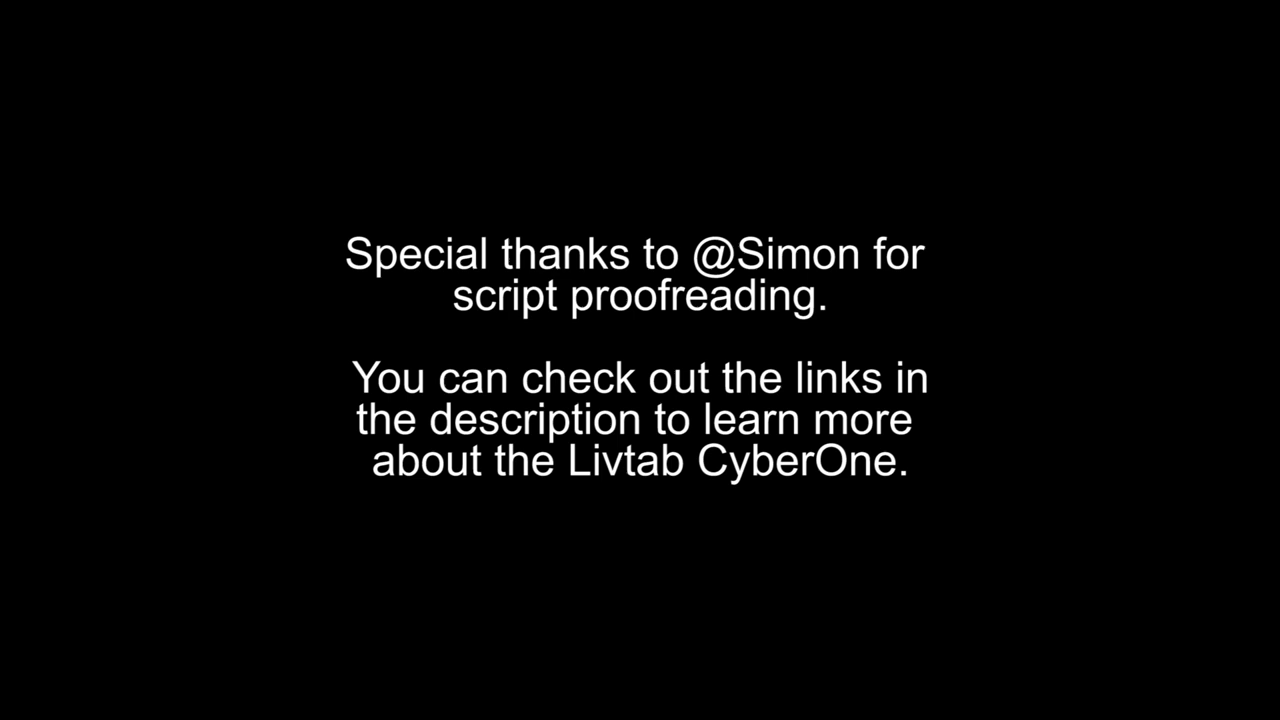 Special thanks to @Simon for
script proofreading.
You can check out the links in
the description to learn more
about the Livtab CyberOne.